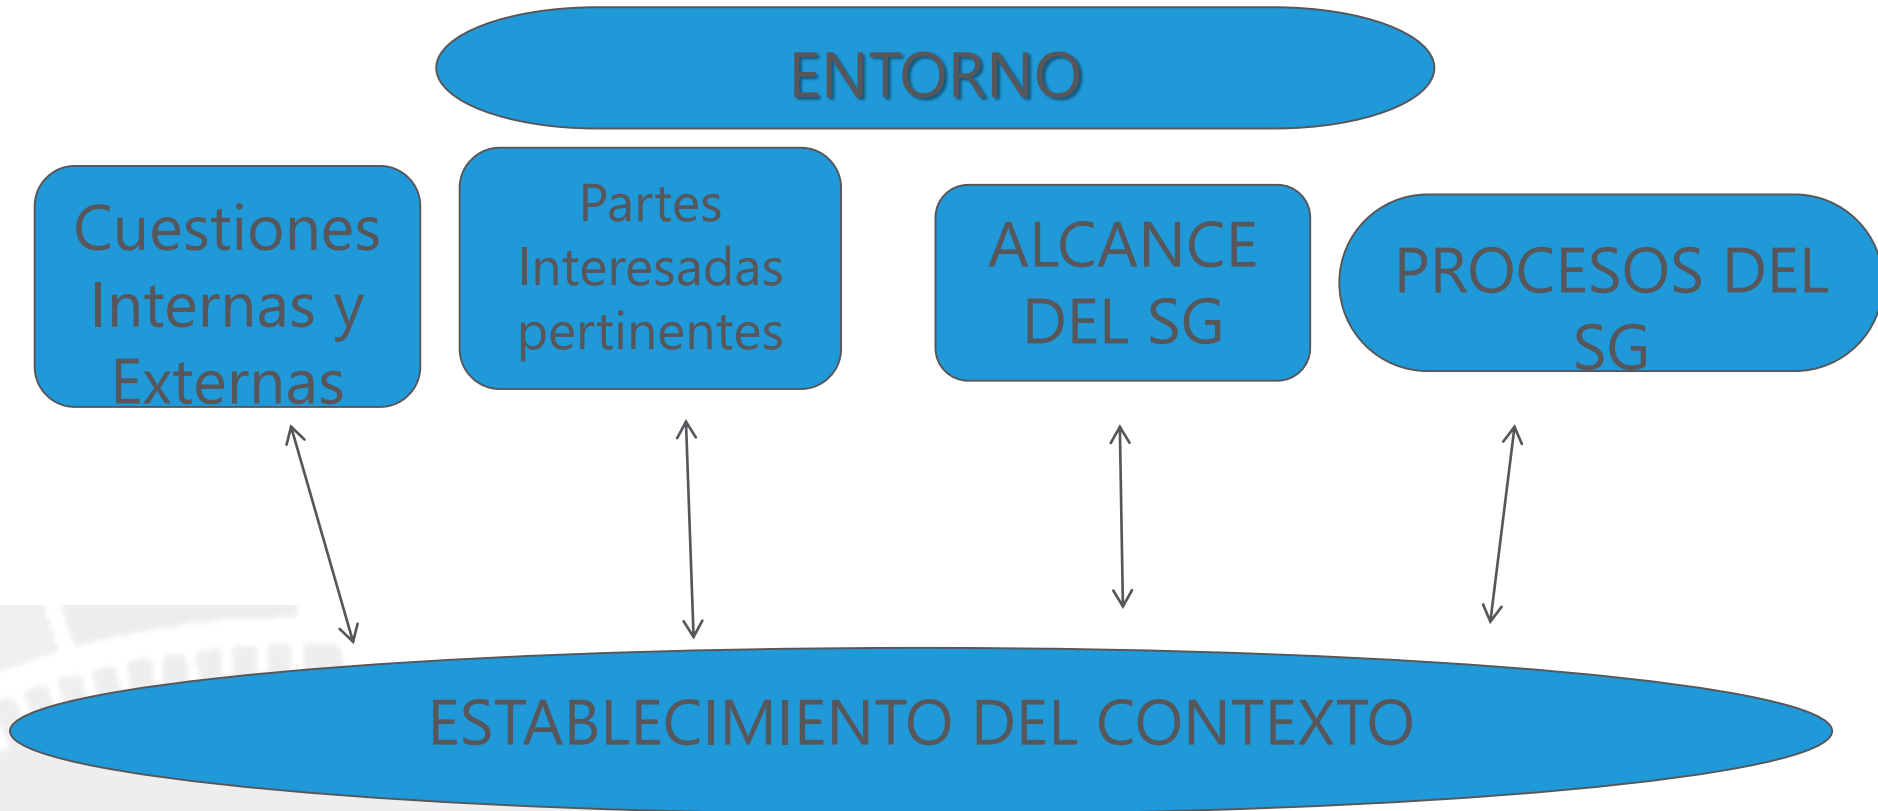 ENTORNO
Cuestiones
Internas y
Externas
Partes
Interesadas
pertinentes
ALCANCE
DEL SG
PROCESOS DEL
SG
ESTABLECIMIENTO DEL CONTEXTO